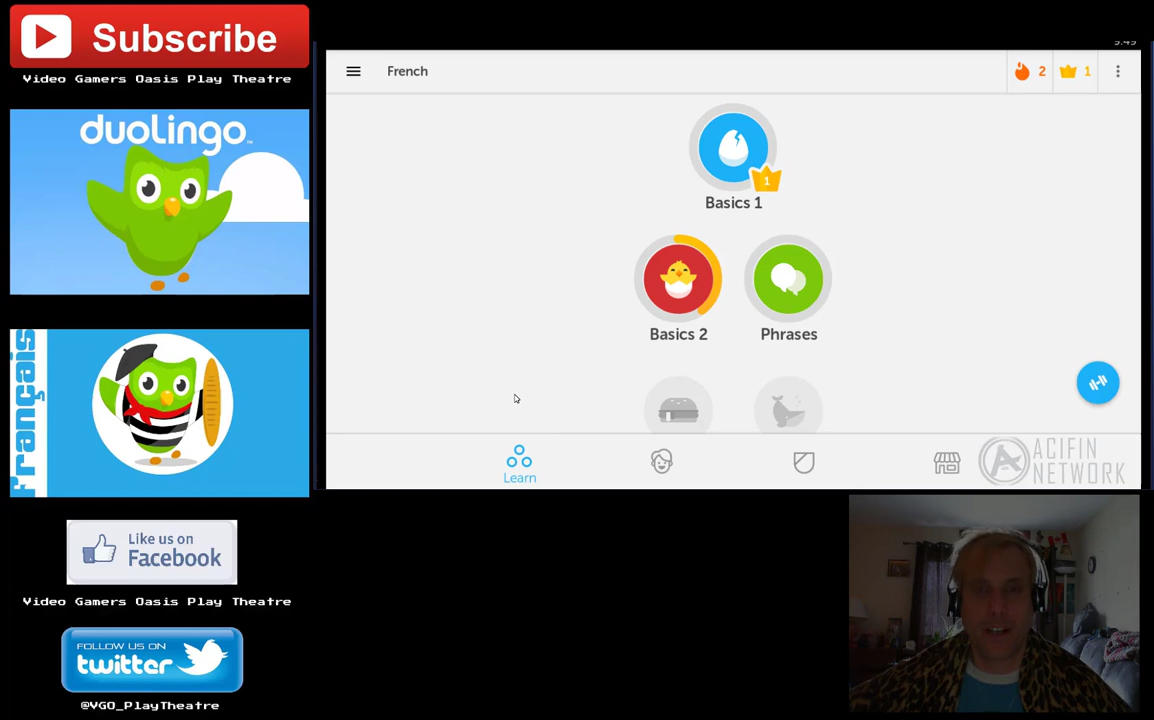 Subscribe
Video Gamers Oasis Play Theatre
duolingo
Français
Like us on
Facebook
Video Gamers Oasis Play Theatre
FOLLOW US ON
twitter
@VGO_PlayTheatre
French
2
1
1
Basics 1
Basics 2
Phrases
Learn
ACIFIN
NETWORK